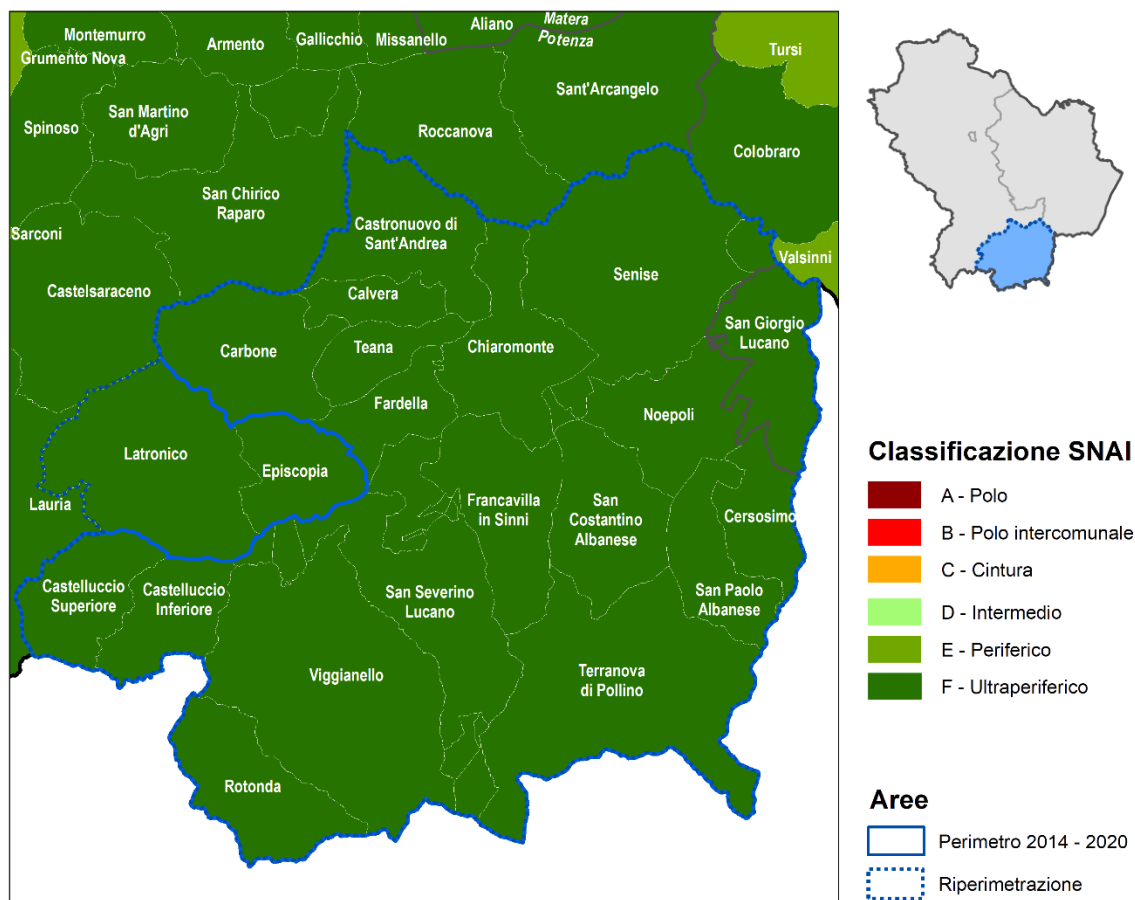 Montemurro
Armento
Gallicchio
Missanello
Aliano
Matera
Potenza
Tursi
Grumento Nova
Sant'Arcangelo
San Martino
d'Agri
Spinoso
Roccanova
Colobraro
San Chirico
Raparo
Sarconi
Castronuovo di
Sant'Andrea
Valsinni
Senise
Castelsaraceno
Calvera
San Giorgio
Lucano
Carbone
Teana
Chiaromonte
Fardella
Noepoli
Latronico
Episcopia
Lauria
Francavilla
in Sinni
San
Costantino
Albanese
Cersosimo
Castelluccio
Superiore
Castelluccio
Inferiore
San Severino
Lucano
San Paolo
Albanese
Viggianello
Terranova
di Pollino
Rotonda
Classificazione SNAI
A - Polo
B - Polo intercomunale
C - Cintura
D - Intermedio
E - Periferico
F - Ultraperiferico
Aree
Perimetro 2014 - 2020
Riperimetrazione